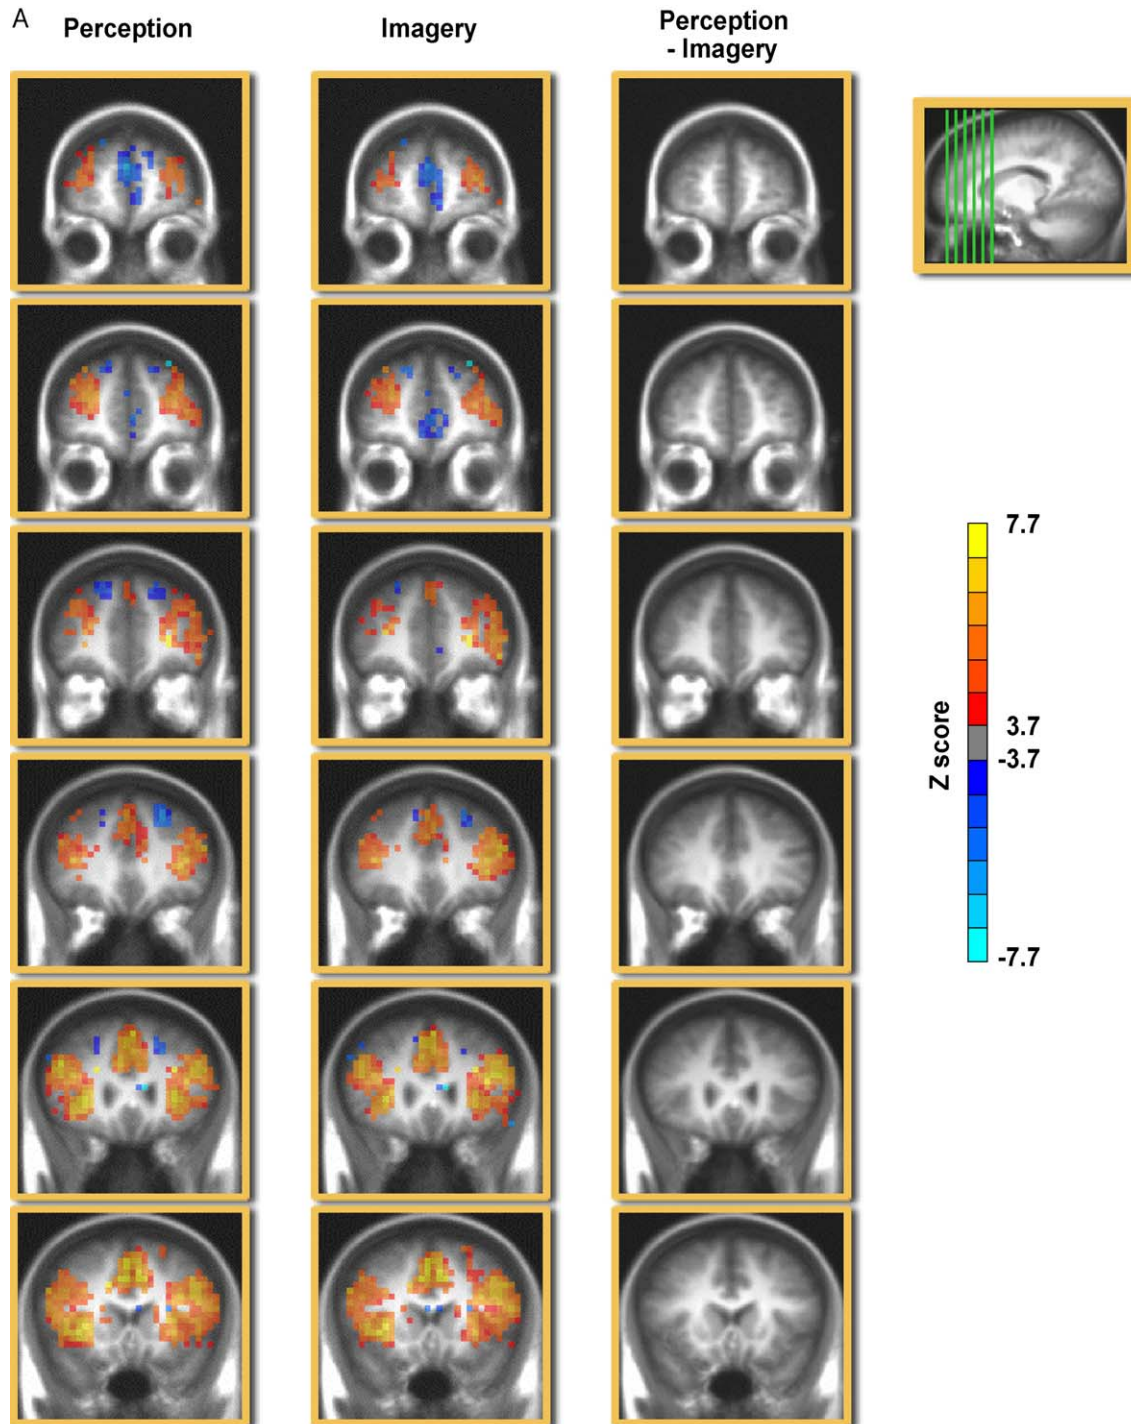 A
Perception
Imagery
Perception
- Imagery
7.7
3.7
-3.7
-7.7
Z score